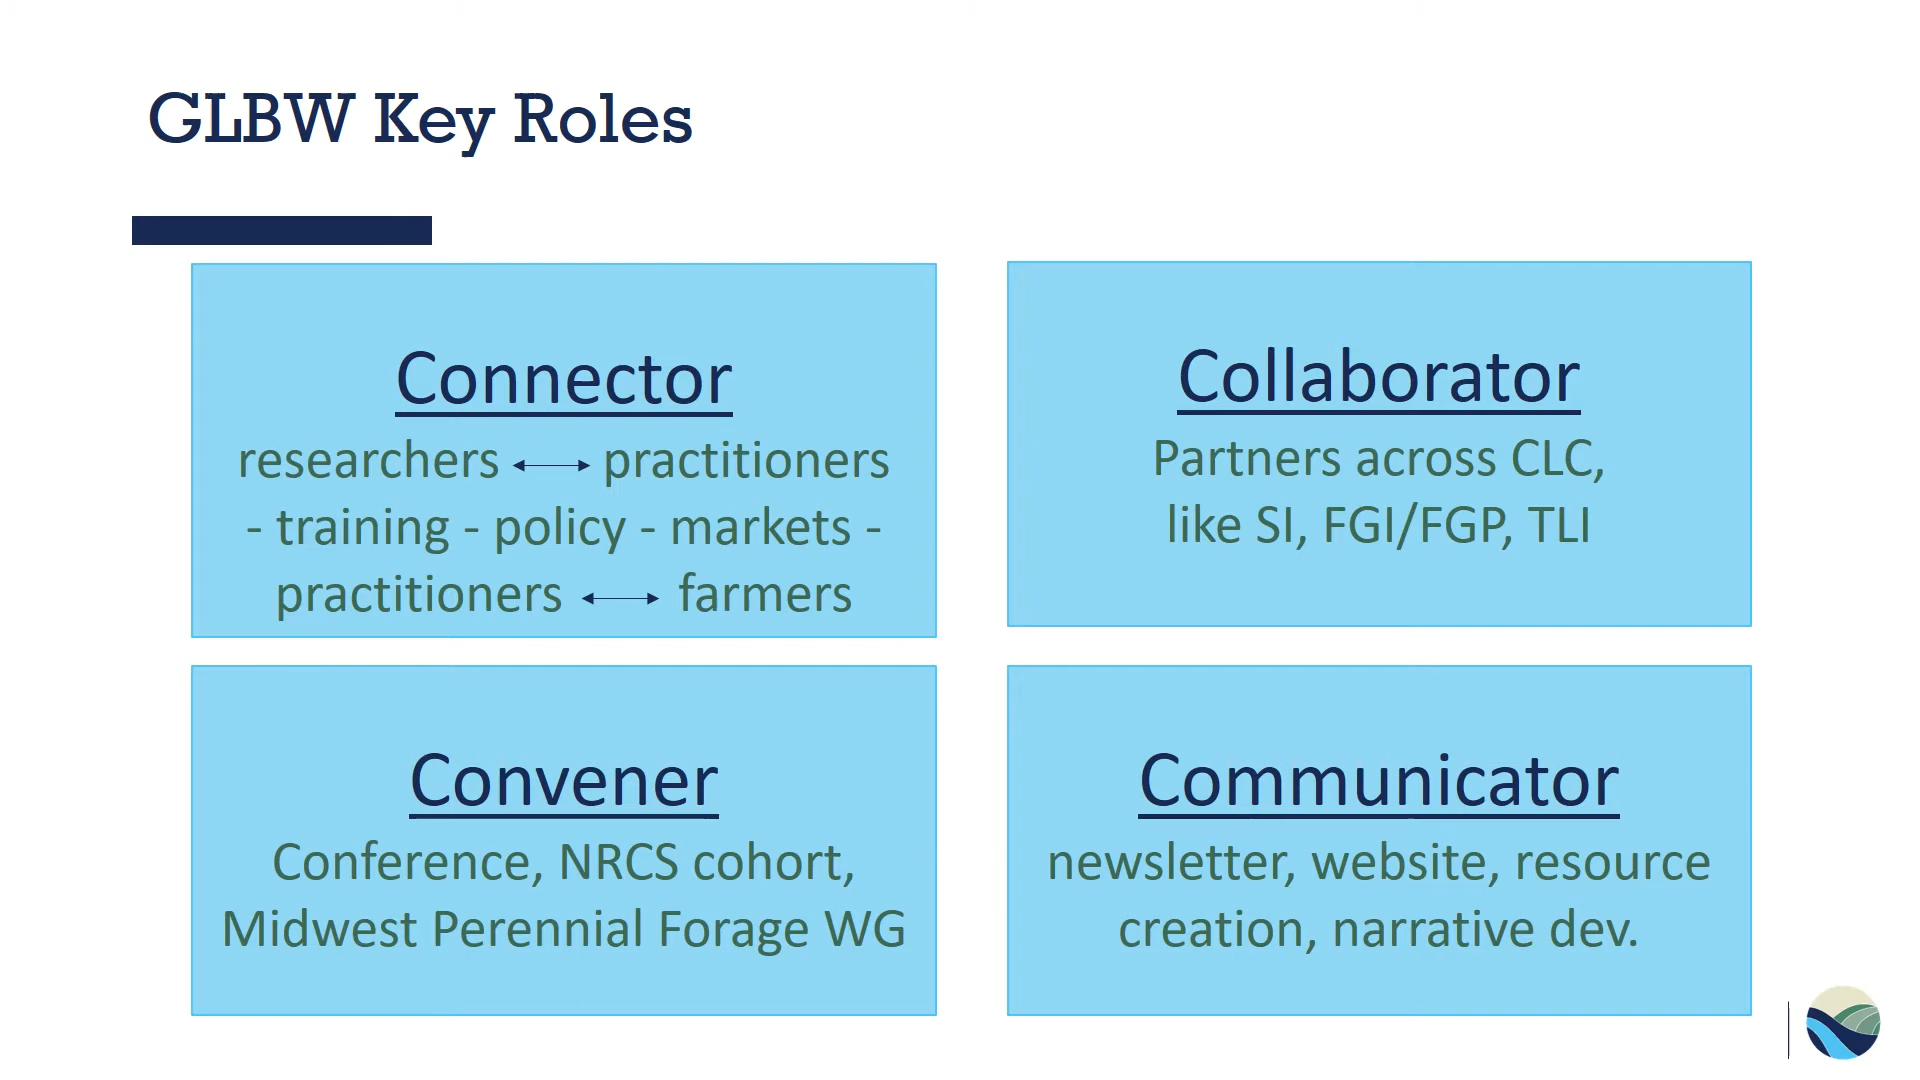 GLBW Key Roles
Connector
researchers ↔ practitioners
- training - policy - markets -
practitioners ↔ farmers
Collaborator
Partners across CLC,
like SI, FGI/FGP, TLI
Convener
Conference, NRCS cohort,
Midwest Perennial Forage WG
Communicator
newsletter, website, resource
creation, narrative dev.